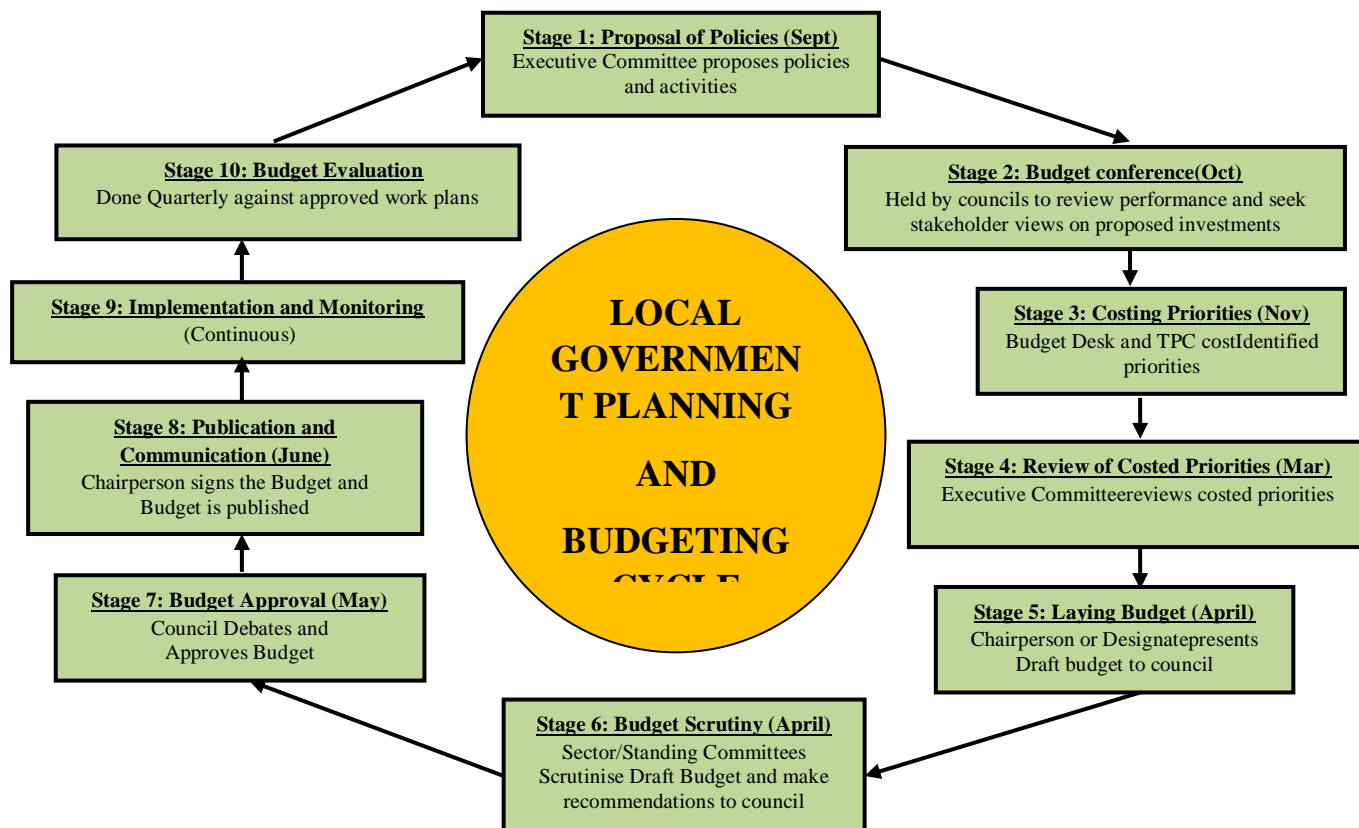 Stage 1: Proposal of Policies (Sept)
Executive Committee proposes policies
and activities
Stage 2: Budget conference(Oct)
Held by councils to review performance and seek
stakeholder views on proposed investments
Stage 3: Costing Priorities (Nov)
Budget Desk and TPC costIdentified
priorities
Stage 4: Review of Costed Priorities (Mar)
Executive Committeereviews costed priorities
Stage 5: Laying Budget (April)
Chairperson or Designatepresents
Draft budget to council
Stage 6: Budget Scrutiny (April)
Sector/Standing Committees
Scrutinise Draft Budget and make
recommendations to council
Stage 7: Budget Approval (May)
Council Debates and
Approves Budget
Stage 8: Publication and
Communication (June)
Chairperson signs the Budget and
Budget is published
Stage 9: Implementation and Monitoring
(Continuous)
Stage 10: Budget Evaluation
Done Quarterly against approved work plans
LOCAL
GOVERNMEN
T PLANNING
AND
BUDGETING
CYCLE